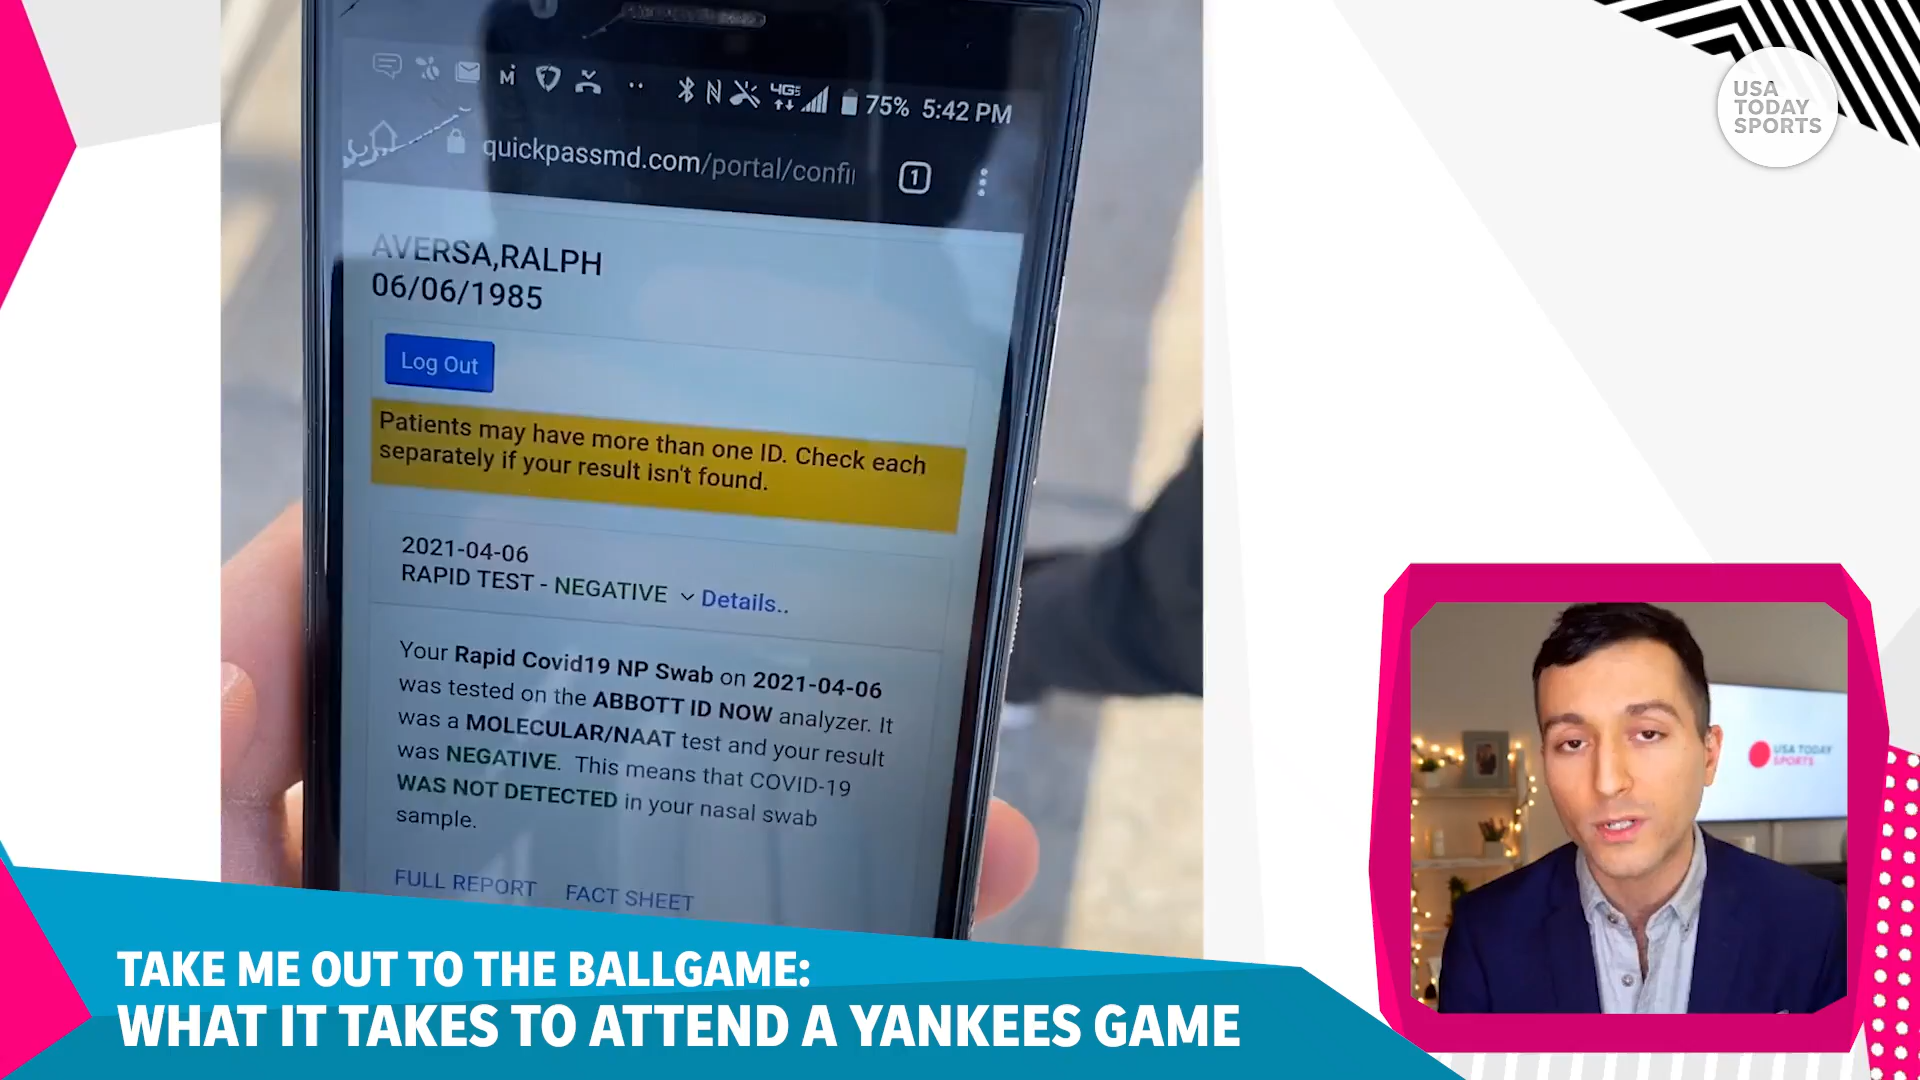 75% 5:42 PM
quickpassmd.com/portal/confi
1
AVERSA,RALPH
06/06/1985
Log Out
Patients may have more than one ID. Check each
separately if your result isn't found.
2021-04-06
RAPID TEST - NEGATIVE Details..
Your Rapid Covid19 NP Swab on 2021-04-06
was tested on the ABBOTT ID NOW analyzer. It
was a MOLECULAR/NAAT test and your result
was NEGATIVE. This means that COVID-19
WAS NOT DETECTED in your nasal swab
sample.
FULL REPORT FACT SHEET
USA
TODAY
SPORTS
USA TODAY
SPORTS
TAKE ME OUT TO THE BALLGAME:
WHAT IT TAKES TO ATTEND A YANKEES GAME